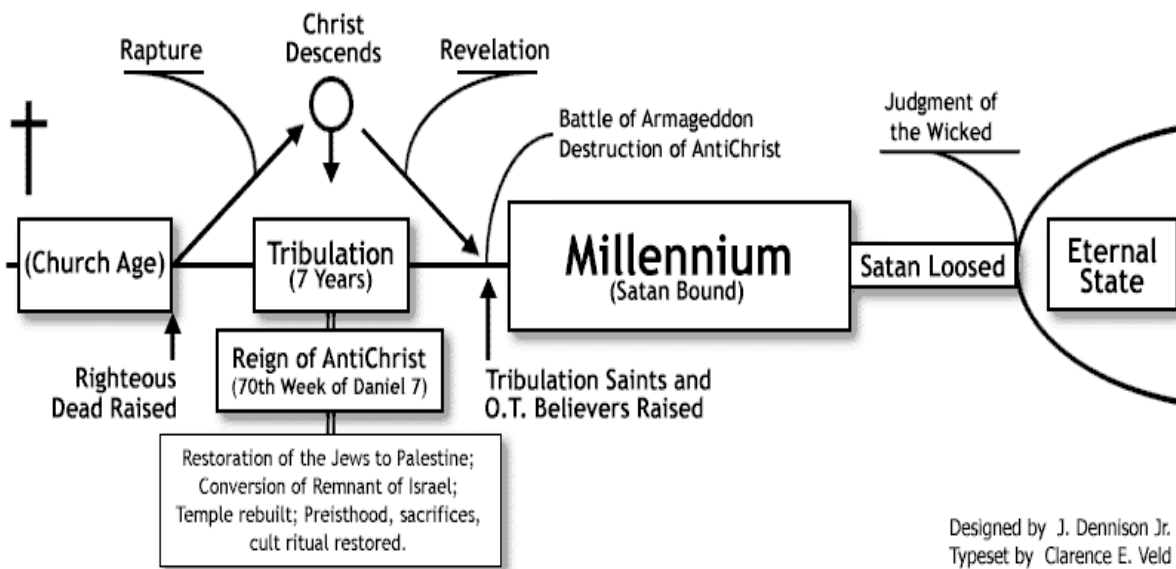 Christ
Descends
Rapture
Revelation
Battle of Armageddon
Destruction of AntiChrist
Judgment of
the Wicked
(Church Age)
Tribulation
(7 Years)
Millennium
(Satan Bound)
Satan Loosed
Eternal
State
Righteous
Dead Raised
Reign of AntiChrist
(70th Week of Daniel 7)
Tribulation Saints and
O.T. Believers Raised
Restoration of the Jews to Palestine;
Conversion of Remnant of Israel;
Temple rebuilt; Preisthood, sacrifices,
cult ritual restored.
Designed by J. Dennison Jr.
Typeset by Clarence E. Veld